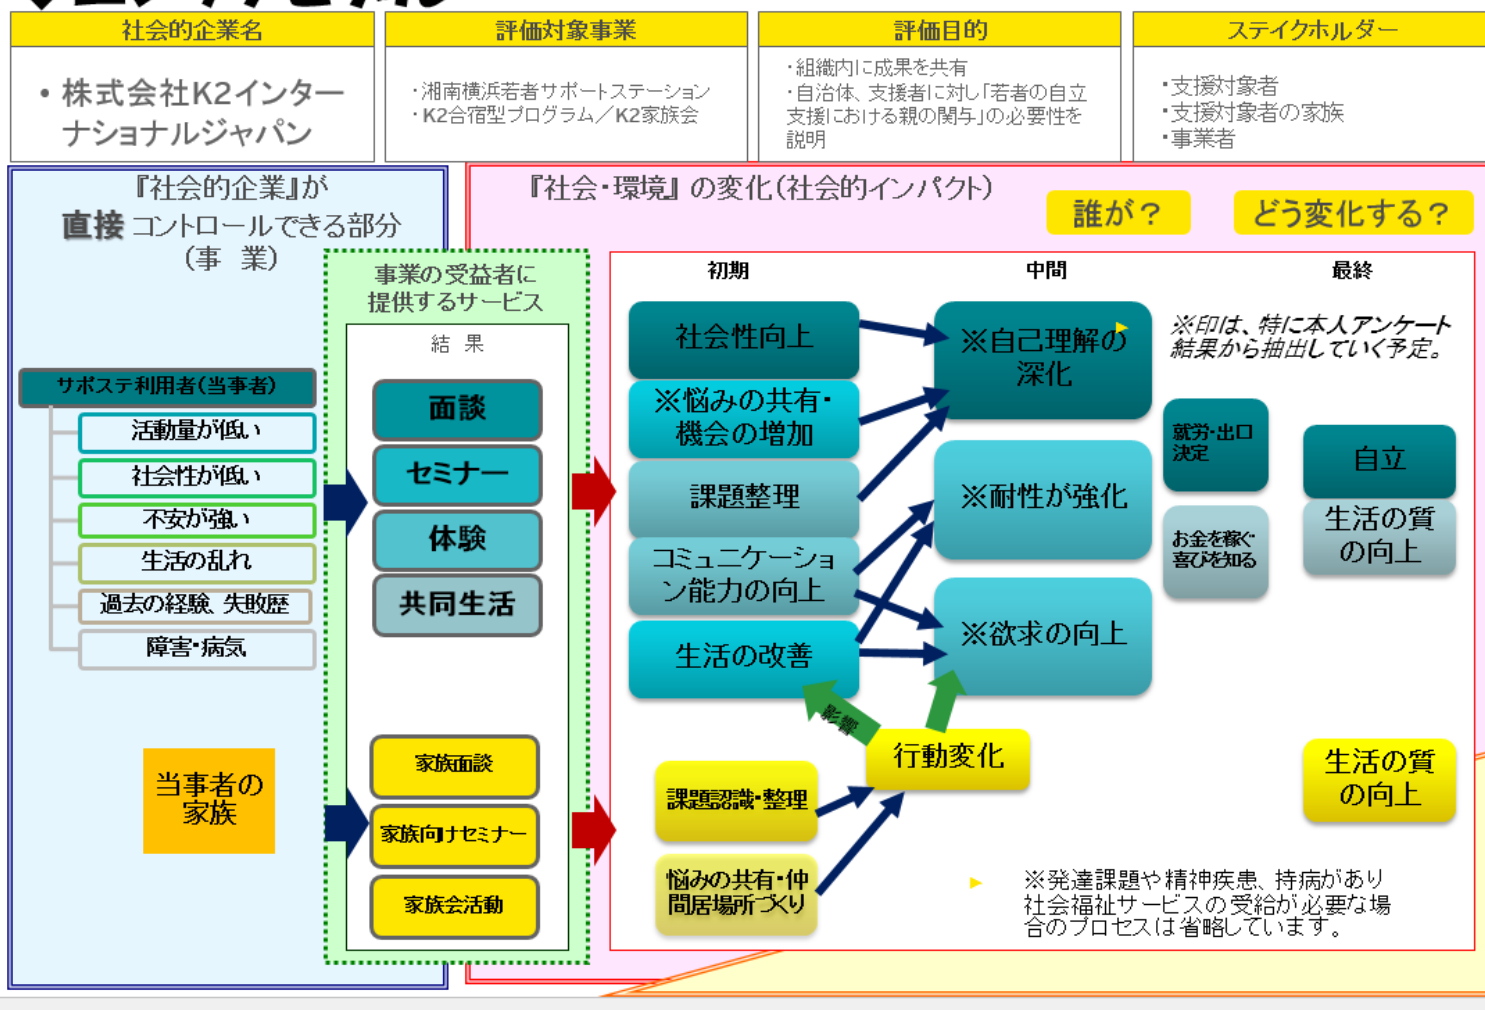 社会的企業名
・株式会社K2インター
ナショナルジャパン
評価対象事業
・湘南横浜若者サポートステーション
・K2合宿型プログラム／K2家族会
評価目的
・組織内に成果を共有
・自治体、支援者に対し「若者の自立
支援における親の関与」の必要性を
説明
ステイクホルダー
・支援対象者
・支援対象者の家族
・事業者
『社会的企業』が
直接 コントロールできる部分
（事　業）
『社会・環境』の変化（社会的インパクト）
誰が？
どう変化する？
事業の受益者に
提供するサービス
結 果
サポステ利用者（当事者）
活動量が低い
社会性が低い
不安が強い
生活の乱れ
過去の経験、失敗歴
障害・病気
当事者の
家族
面談
セミナー
体験
共同生活
家族面談
家族向けセミナー
家族会活動
初期
中間
最終
社会性向上
※悩みの共有・
機会の増加
課題整理
コミュニケーショ
ン能力の向上
生活の改善
※自己理解の
深化
※耐性が強化
※欲求の向上
※印は、特に本人アンケート
結果から抽出していく予定。
就労・出口
決定
お金を稼ぐ
喜びを知る
自立
生活の質
の向上
影響
行動変化
課題認識・整理
悩みの共有・仲
間居場所づくり
生活の質
の向上
※発達課題や精神疾患、持病があり
社会福祉サービスの受給が必要な場
合のプロセスは省略しています。